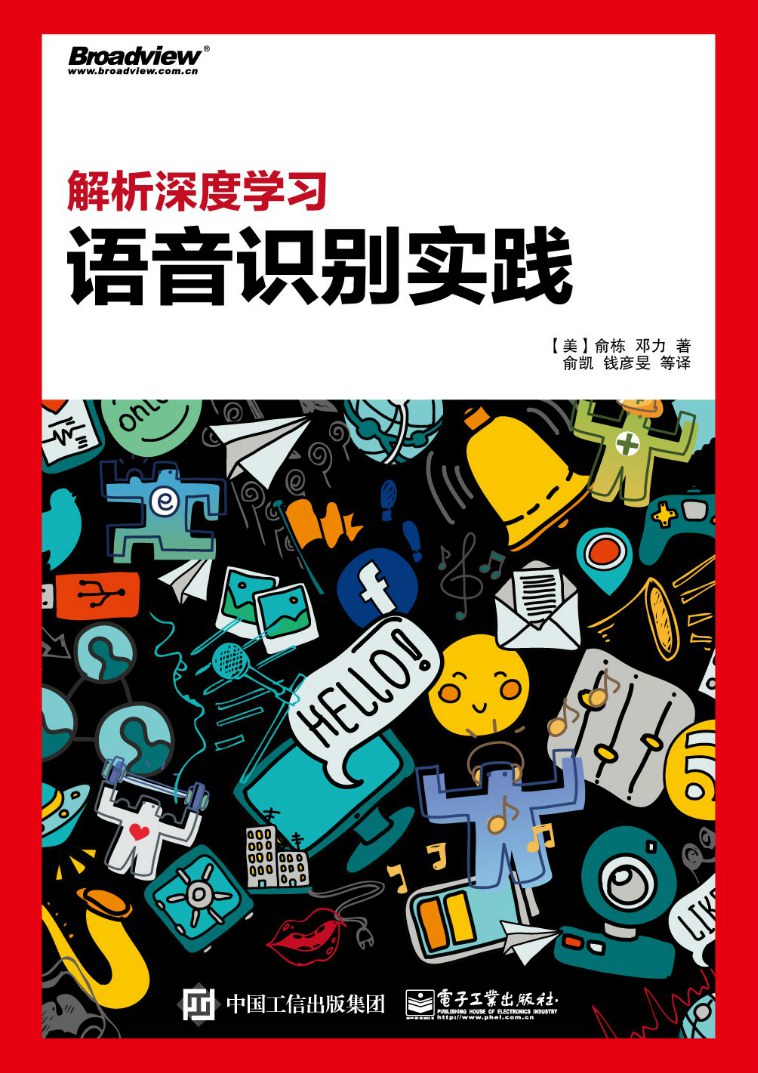 Broadview®
www.broadview.com.cn
解析深度学习
语音识别实践
【美】俞栋 邓力 著
俞凯 钱彦旻 等译
HELLO!
中国工信出版集团
電子工業出版社·
PUBLISHING HOUSE OF ELECTRONICS INDUSTRY
http://www.phei.com.cn
PHEI